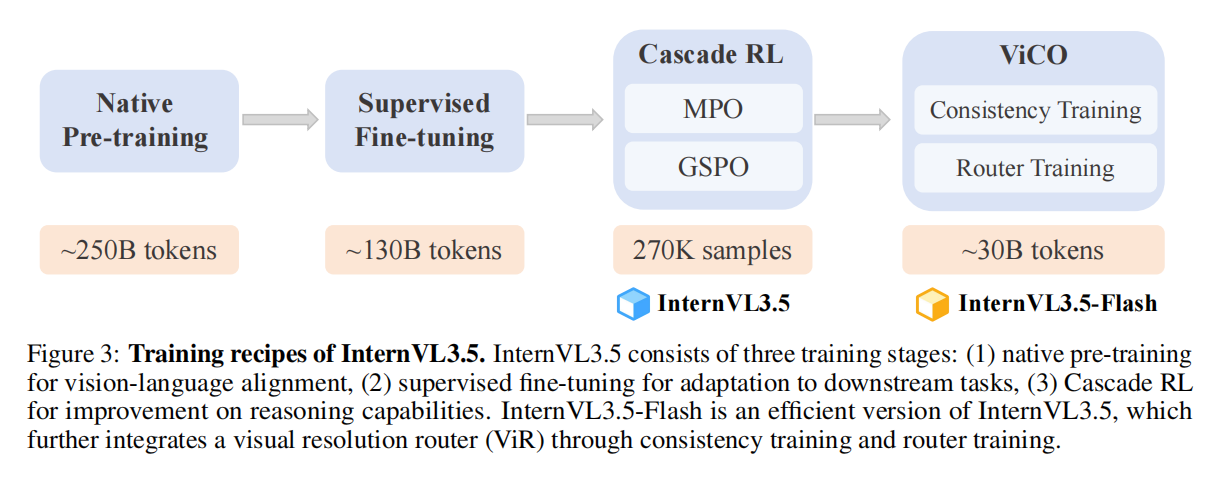 Native
Pre-training
Supervised
Fine-tuning
Cascade RL
MPO
GSPO
ViCO
Consistency Training
Router Training
~250B tokens
~130B tokens
270K samples
~30B tokens
InternVL3.5
InternVL3.5-Flash
Figure 3: Training recipes of InternVL3.5. InternVL3.5 consists of three training stages: (1) native pre-training
for vision-language alignment, (2) supervised fine-tuning for adaptation to downstream tasks, (3) Cascade RL
for improvement on reasoning capabilities. InternVL3.5-Flash is an efficient version of InternVL3.5, which
further integrates a visual resolution router (ViR) through consistency training and router training.